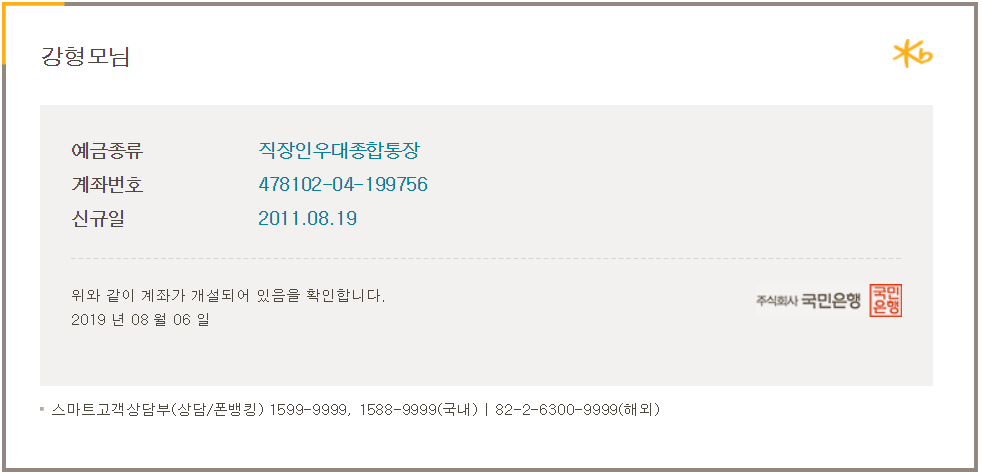 강형모님
Kb
예금종류 직장인우대종합통장
계좌번호 478102-04-199756
신규일 2011.08.19
위와 같이 계좌가 개설되어 있음을 확인합니다.
2019 년 08 월 06 일
주식회사 국민은행 국민은행
스마트고객상담부(상담/폰뱅킹) 1599-9999, 1588-9999(국내) | 82-2-6300-9999(해외)